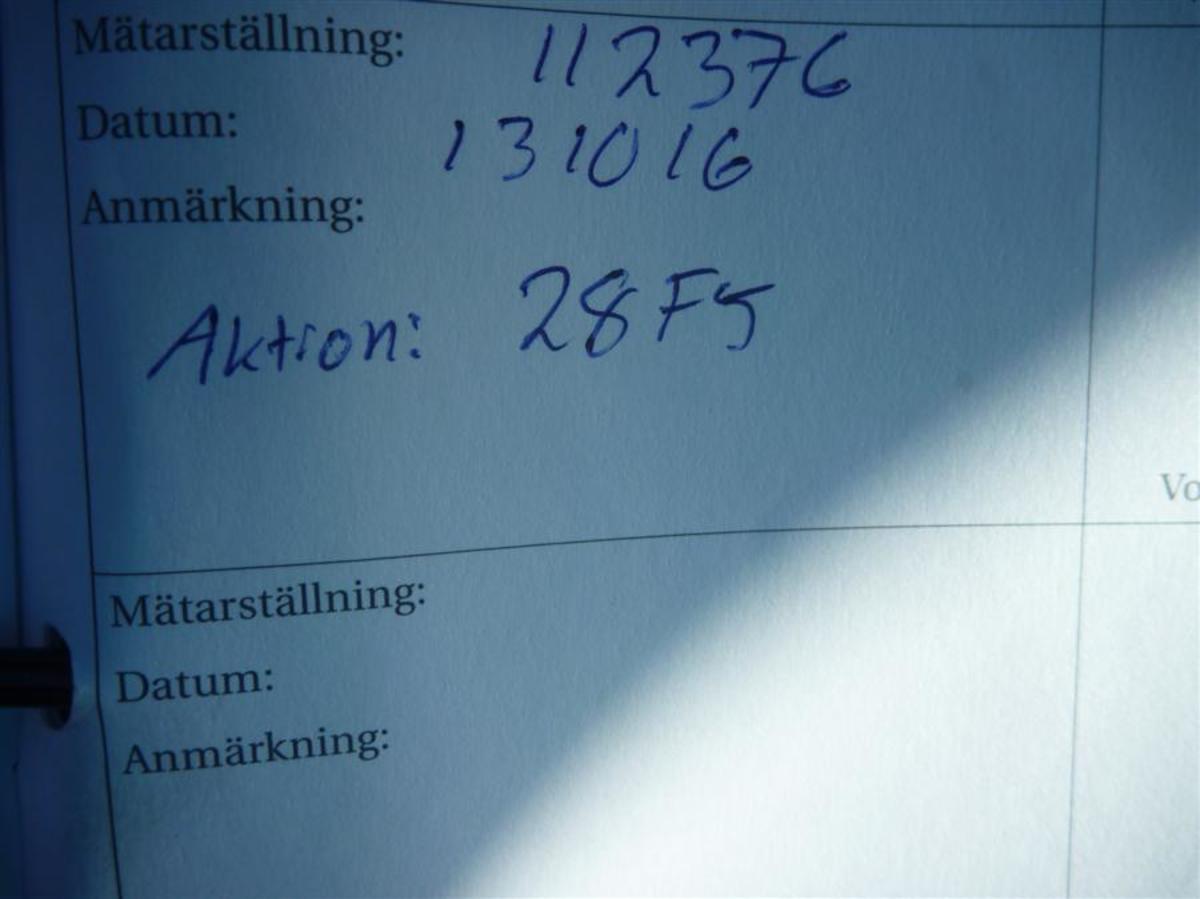 Mätarställning: 112376
Datum: 131016
Anmärkning:
Aktion: 28F5
Vo
Mätarställning:
Datum:
Anmärkning: